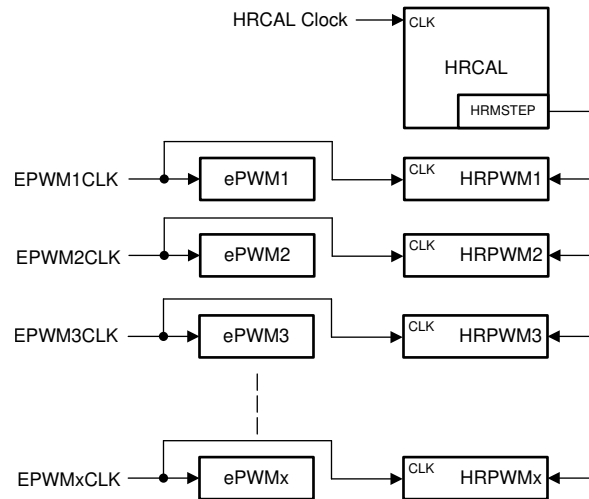 HRCAL Clock
CLK
HRCAL
HRMSTEP
EPWM1CLK
ePWM1
CLK
HRPWM1
EPWM2CLK
ePWM2
CLK
HRPWM2
EPWM3CLK
ePWM3
CLK
HRPWM3
EPWMxCLK
ePWMx
CLK
HRPWMx